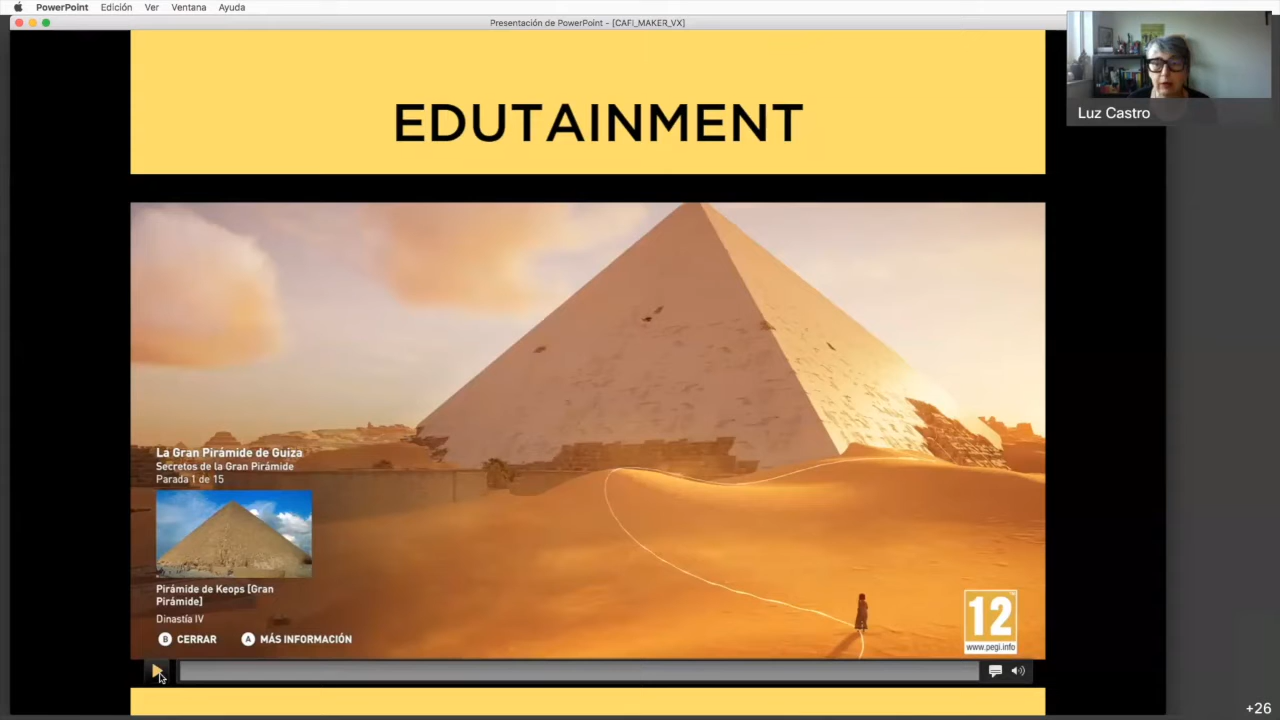 PowerPoint Edición Ver Ventana Ayuda
Presentación de PowerPoint - [CAFI_MAKER_VX]
Luz Castro
EDUTAINMENT
La Gran Pirámide de Guiza
Secretos de la Gran Pirámide
Parada 1 de 15
Pirámide de Keops [Gran
Pirámide]
Dinastía IV
B CERRAR A MÁS INFORMACIÓN
12
www.pegi.info
+26